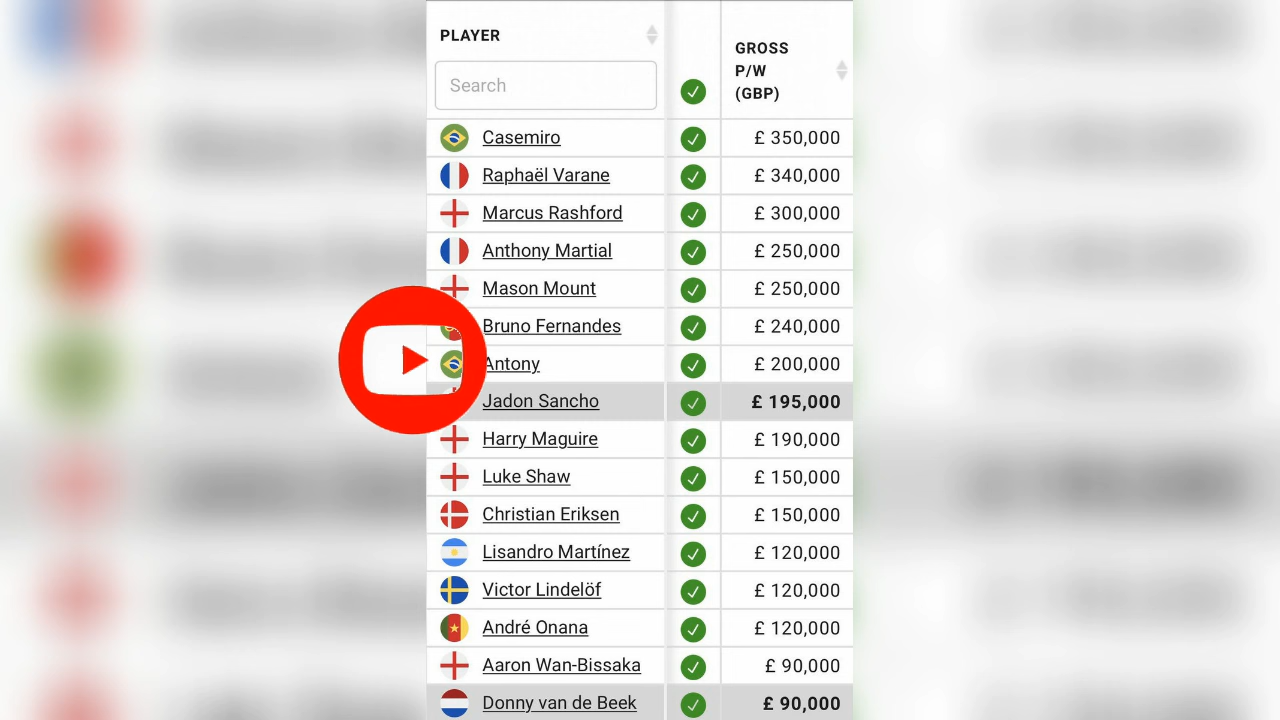 PLAYER
GROSS
P/W
(GBP)
Search
Casemiro £ 350,000
Raphaël Varane £ 340,000
Marcus Rashford £ 300,000
Anthony Martial £ 250,000
Mason Mount £ 250,000
Bruno Fernandes £ 240,000
Antony £ 200,000
Jadon Sancho £ 195,000
Harry Maguire £ 190,000
Luke Shaw £ 150,000
Christian Eriksen £ 150,000
Lisandro Martínez £ 120,000
Victor Lindelöf £ 120,000
André Onana £ 120,000
Aaron Wan-Bissaka £ 90,000
Donny van de Beek £ 90,000